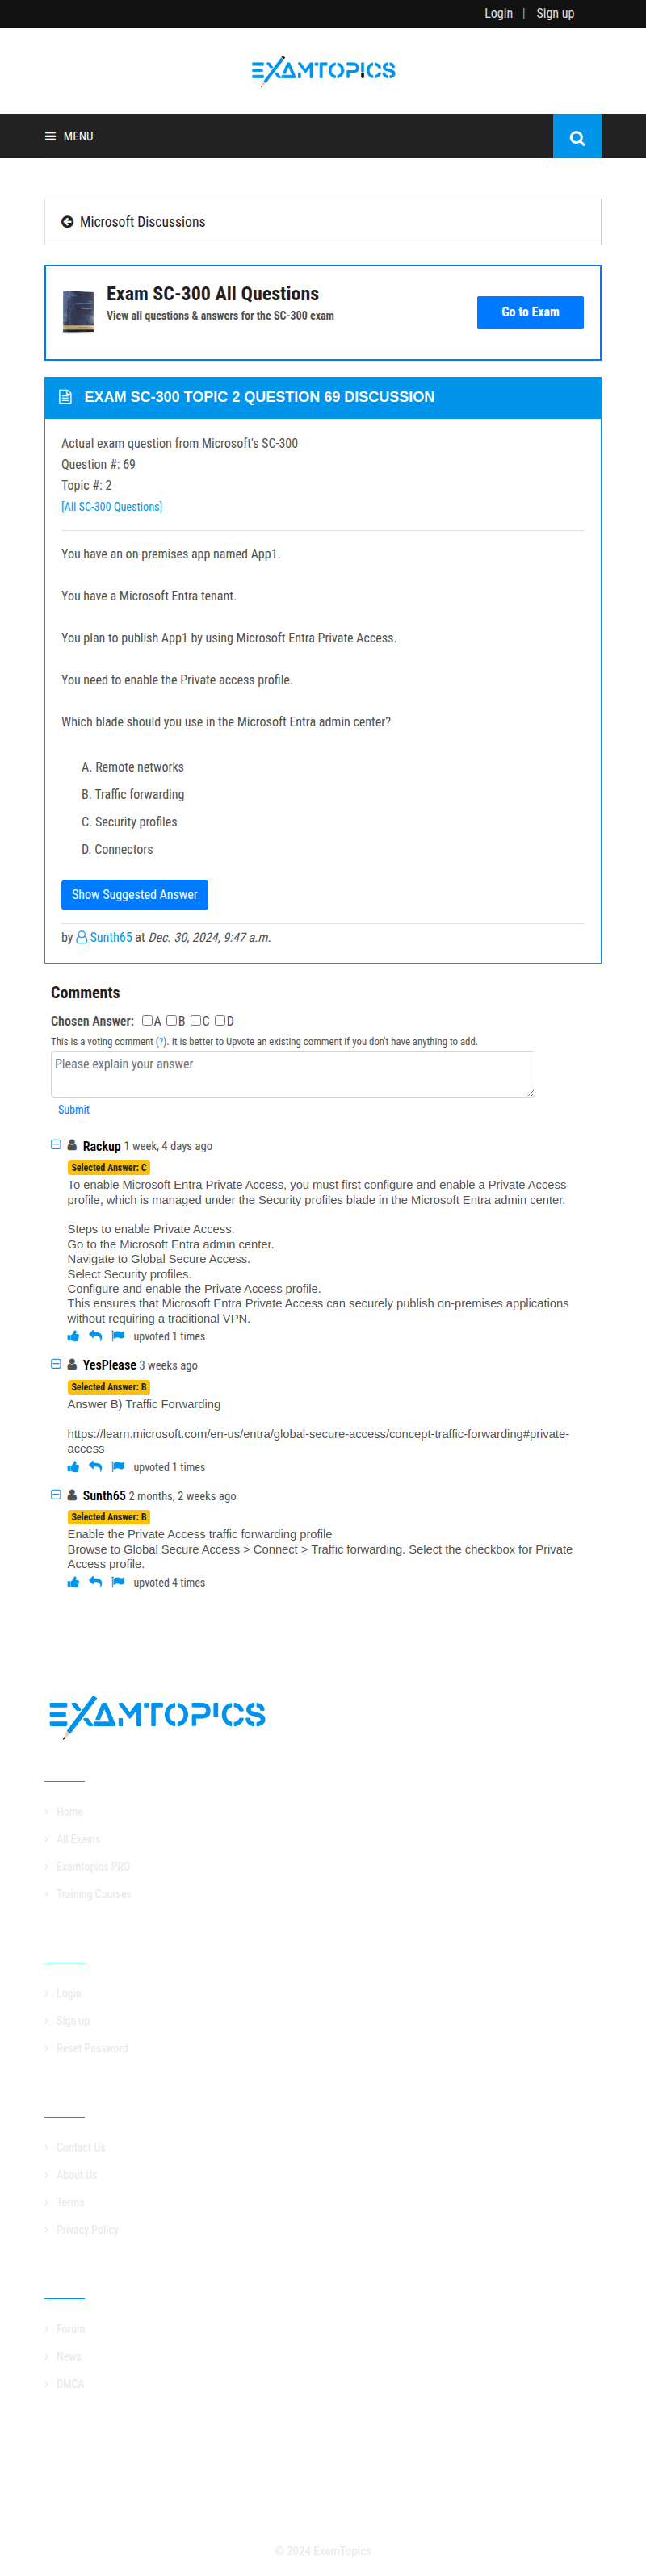 Login | Sign up
EXAMTOPICS
MENU
Microsoft Discussions
Exam SC-300 All Questions
View all questions & answers for the SC-300 exam
Go to Exam
EXAM SC-300 TOPIC 2 QUESTION 69 DISCUSSION
Actual exam question from Microsoft's SC-300
Question #: 69
Topic #: 2
[All SC-300 Questions]
You have an on-premises app named App1.
You have a Microsoft Entra tenant.
You plan to publish App1 by using Microsoft Entra Private Access.
You need to enable the Private access profile.
Which blade should you use in the Microsoft Entra admin center?
A. Remote networks
B. Traffic forwarding
C. Security profiles
D. Connectors
Show Suggested Answer
by Sunth65 at Dec. 30, 2024, 9:47 a.m.
Comments
Chosen Answer: A B C D
This is a voting comment (?). It is better to Upvote an existing comment if you don't have anything to add.
Please explain your answer
Submit
Rackup 1 week, 4 days ago
Selected Answer: C
To enable Microsoft Entra Private Access, you must first configure and enable a Private Access
profile, which is managed under the Security profiles blade in the Microsoft Entra admin center.
Steps to enable Private Access:
Go to the Microsoft Entra admin center.
Navigate to Global Secure Access.
Select Security profiles.
Configure and enable the Private Access profile.
This ensures that Microsoft Entra Private Access can securely publish on-premises applications
without requiring a traditional VPN.
upvoted 1 times
YesPlease 3 weeks ago
Selected Answer: B
Answer B) Traffic Forwarding
https://learn.microsoft.com/en-us/entra/global-secure-access/concept-traffic-forwarding#private-
access
upvoted 1 times
Sunth65 2 months, 2 weeks ago
Selected Answer: B
Enable the Private Access traffic forwarding profile
Browse to Global Secure Access > Connect > Traffic forwarding. Select the checkbox for Private
Access profile.
upvoted 4 times
EXAMTOPICS
Home
All Exams
Examtopics PRO
Training Courses
Login
Sign up
Reset Password
Contact Us
About Us
Terms
Privacy Policy
Forum
News
DMCA
© 2024 ExamTopics